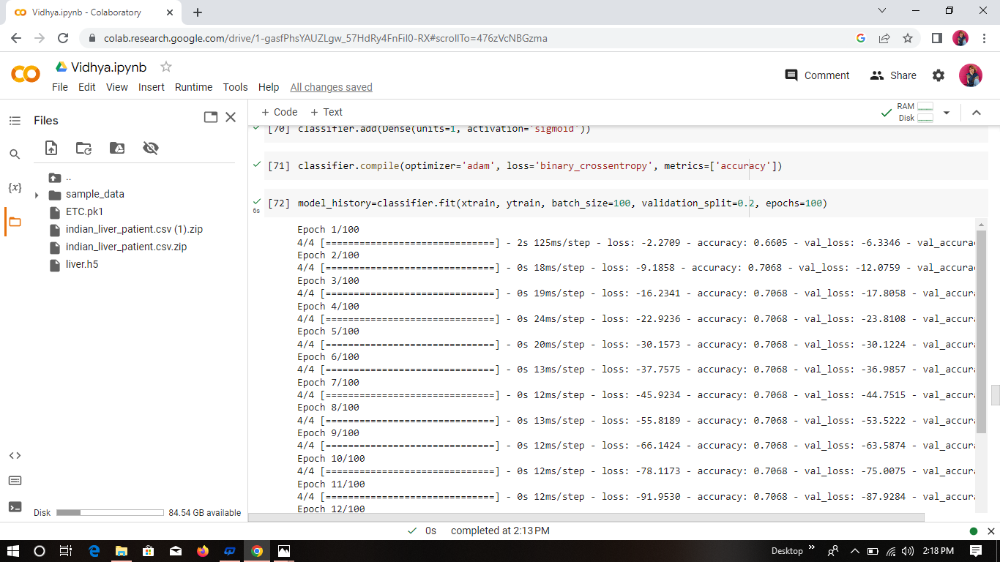 Vidhya.ipynb - Colaboratory
colab.research.google.com/drive/1-gasfPhsYAUZLgw_57HdRy4FnFil0-RX#scrollTo=476zVcNBGzma
Vidhya.ipynb
Comment Share
File Edit View Insert Runtime Tools Help All changes saved
Files
+ Code + Text
RAM
Disk
{x}
..
sample_data
ETC.pk1
indian_liver_patient.csv (1).zip
indian_liver_patient.csv.zip
liver.h5
Disk 84.54 GB available
[70] classifier.add(Dense(units=1, activation='sigmoid'))
[71] classifier.compile(optimizer='adam', loss='binary_crossentropy', metrics=['accuracy'])
[72] model_history=classifier.fit(xtrain, ytrain, batch_size=100, validation_split=0.2, epochs=100)
6s
Epoch 1/100
4/4 [==============================] - 2s 125ms/step - loss: -2.2709 - accuracy: 0.6605 - val_loss: -6.3346 - val_accura
Epoch 2/100
4/4 [==============================] - 0s 18ms/step - loss: -9.1858 - accuracy: 0.7068 - val_loss: -12.0759 - val_accura
Epoch 3/100
4/4 [==============================] - 0s 19ms/step - loss: -16.2341 - accuracy: 0.7068 - val_loss: -17.8058 - val_accur
Epoch 4/100
4/4 [==============================] - 0s 24ms/step - loss: -22.9236 - accuracy: 0.7068 - val_loss: -23.8108 - val_accur
Epoch 5/100
4/4 [==============================] - 0s 20ms/step - loss: -30.1573 - accuracy: 0.7068 - val_loss: -30.1224 - val_accur
Epoch 6/100
4/4 [==============================] - 0s 13ms/step - loss: -37.7575 - accuracy: 0.7068 - val_loss: -36.9857 - val_accur
Epoch 7/100
4/4 [==============================] - 0s 12ms/step - loss: -45.9234 - accuracy: 0.7068 - val_loss: -44.7515 - val_accur
Epoch 8/100
4/4 [==============================] - 0s 13ms/step - loss: -55.8189 - accuracy: 0.7068 - val_loss: -53.5222 - val_accur
Epoch 9/100
4/4 [==============================] - 0s 12ms/step - loss: -66.1424 - accuracy: 0.7068 - val_loss: -63.5874 - val_accur
Epoch 10/100
4/4 [==============================] - 0s 12ms/step - loss: -78.1173 - accuracy: 0.7068 - val_loss: -75.0075 - val_accur
Epoch 11/100
4/4 [==============================] - 0s 12ms/step - loss: -91.9530 - accuracy: 0.7068 - val_loss: -87.9284 - val_accur
Epoch 12/100
0s completed at 2:13 PM
Desktop 2:18 PM